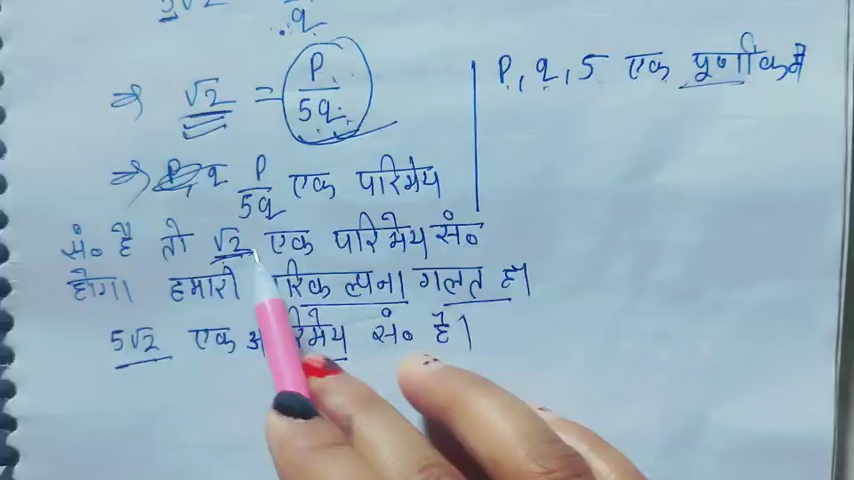 q
⇒ √2 = P/5q
P, q, 5 एक पूर्णांक है
⇒ P/5q एक परिमेय
सं० है तो √2 एक परिमेय सं०
होगा। हमारी परिकल्पना गलत है।
5√2 एक अपरिमेय सं० है।